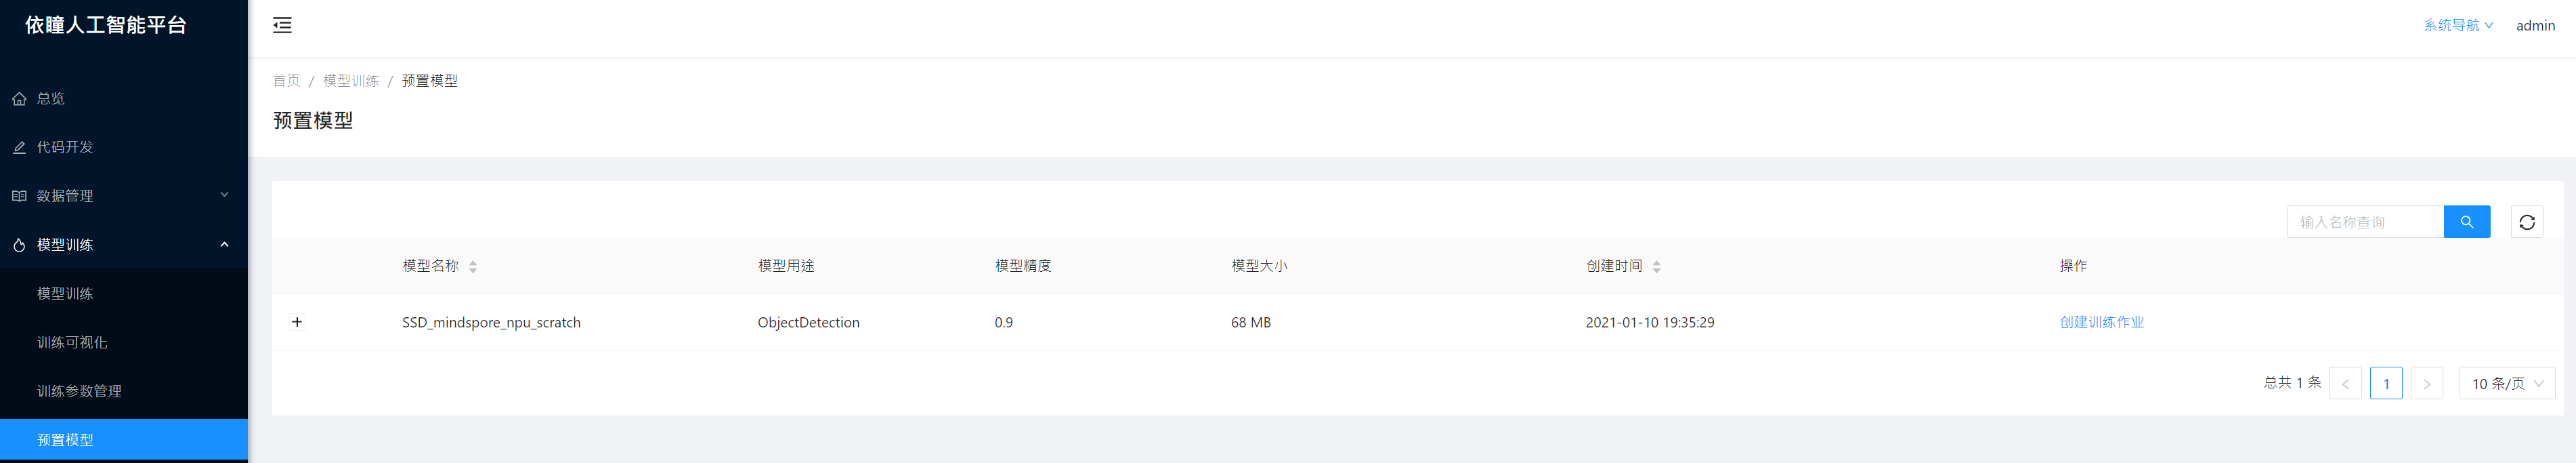 依瞳人工智能平台
系统导航 admin
首页 / 模型训练 / 预置模型
预置模型
总览
代码开发
数据管理
模型训练
模型训练
训练可视化
训练参数管理
预置模型
输入名称查询
模型名称 模型用途 模型精度 模型大小 创建时间 操作
SSD_mindspore_npu_scratch ObjectDetection 0.9 68 MB 2021-01-10 19:35:29 创建训练作业
总共 1 条 < 1 > 10 条/页